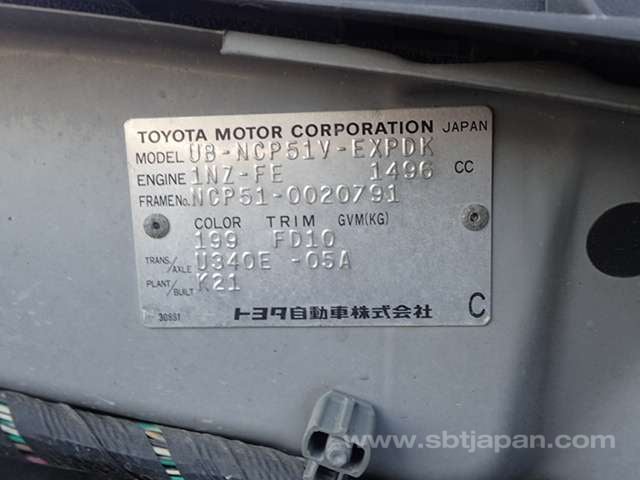 TOYOTA MOTOR CORPORATION JAPAN
MODEL UB-NCP51V-EXPDK
ENGINE 1NZ-FE 1496 CC
FRAME No. NCP51-0020791
COLOR TRIM GVM(KG)
199 FD10
TRANS/AXLE U340E -05A
PLANT/BUILT K21
30851 トヨタ自動車株式会社 C
www.sbtjapan.com